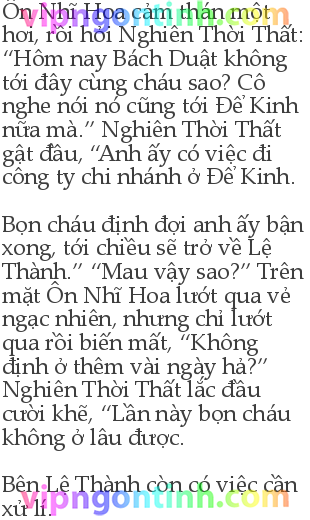 Ôn Nhĩ Hoa cảm thán một
hơi, rồi hỏi Nghiên Thời Thất:
“Hôm nay Bách Duật không
tới đây cùng cháu sao? Cô
nghe nói nó cũng tới Để Kinh
nữa mà.” Nghiên Thời Thất
gật đầu, “Anh ấy có việc đi
công ty chi nhánh ở Để Kinh.
Bọn cháu định đợi anh ấy bận
xong, tới chiều sẽ trở về Lệ
Thành.” “Mau vậy sao?” Trên
mặt Ôn Nhĩ Hoa lướt qua vẻ
ngạc nhiên, nhưng chỉ lướt
qua rồi biến mất, “Không
định ở thêm vài ngày hả?”
Nghiên Thời Thất lắc đầu
cười khẽ, “Lần này bọn cháu
không ở lâu được.
Bên Lệ Thành còn có việc cần
xử lí.
vipngontinh.com
vipngontinh.com